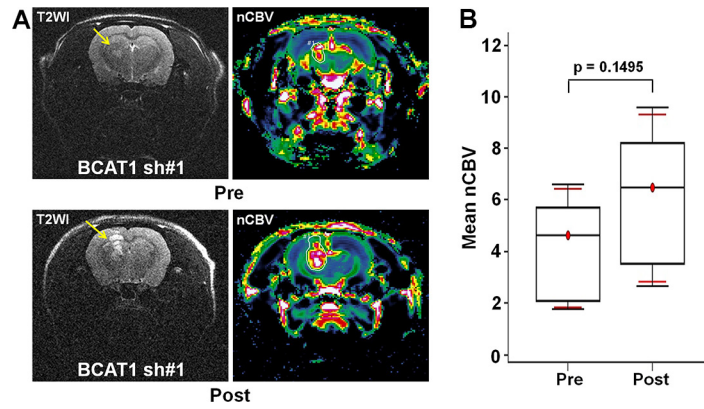 A
T2WI
nCBV
BCAT1 sh#1
Pre
T2WI
nCBV
BCAT1 sh#1
Post
B
12
10
8
6
4
2
0
Mean nCBV
p = 0.1495
Pre
Post